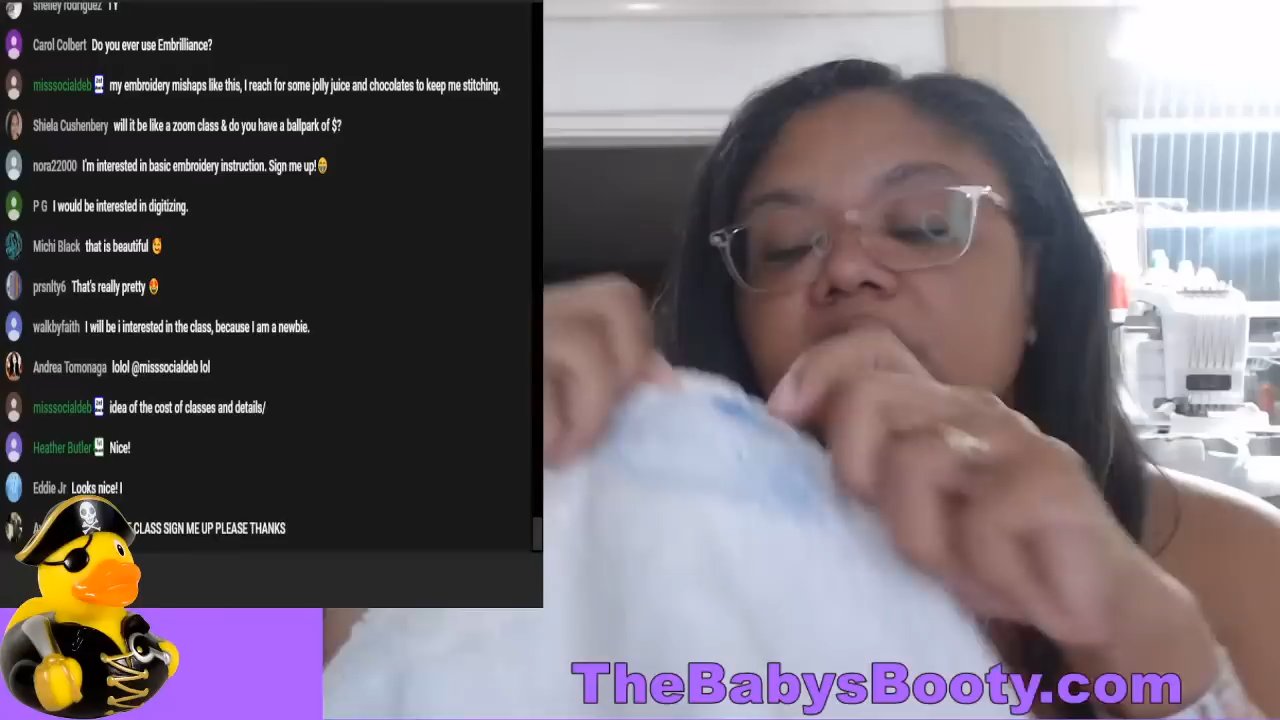 shelley rodriguez TY
Carol Colbert Do you ever use Embrilliance?
misssocialdeb my embroidery mishaps like this, I reach for some jolly juice and chocolates to keep me stitching.
Shiela Cushenbery will it be like a zoom class & do you have a ballpark of $?
nora22000 I'm interested in basic embroidery instruction. Sign me up!😁
P G I would be interested in digitizing.
Michi Black that is beautiful 🥰
prsnlty6 That's really pretty 😍
walkbyfaith I will be i interested in the class, because I am a newbie.
Andrea Tomonaga lolol @misssocialdeb lol
misssocialdeb idea of the cost of classes and details/
Heather Butler Nice!
Eddie Jr Looks nice! I
CLASS SIGN ME UP PLEASE THANKS
TheBabysBooty.com